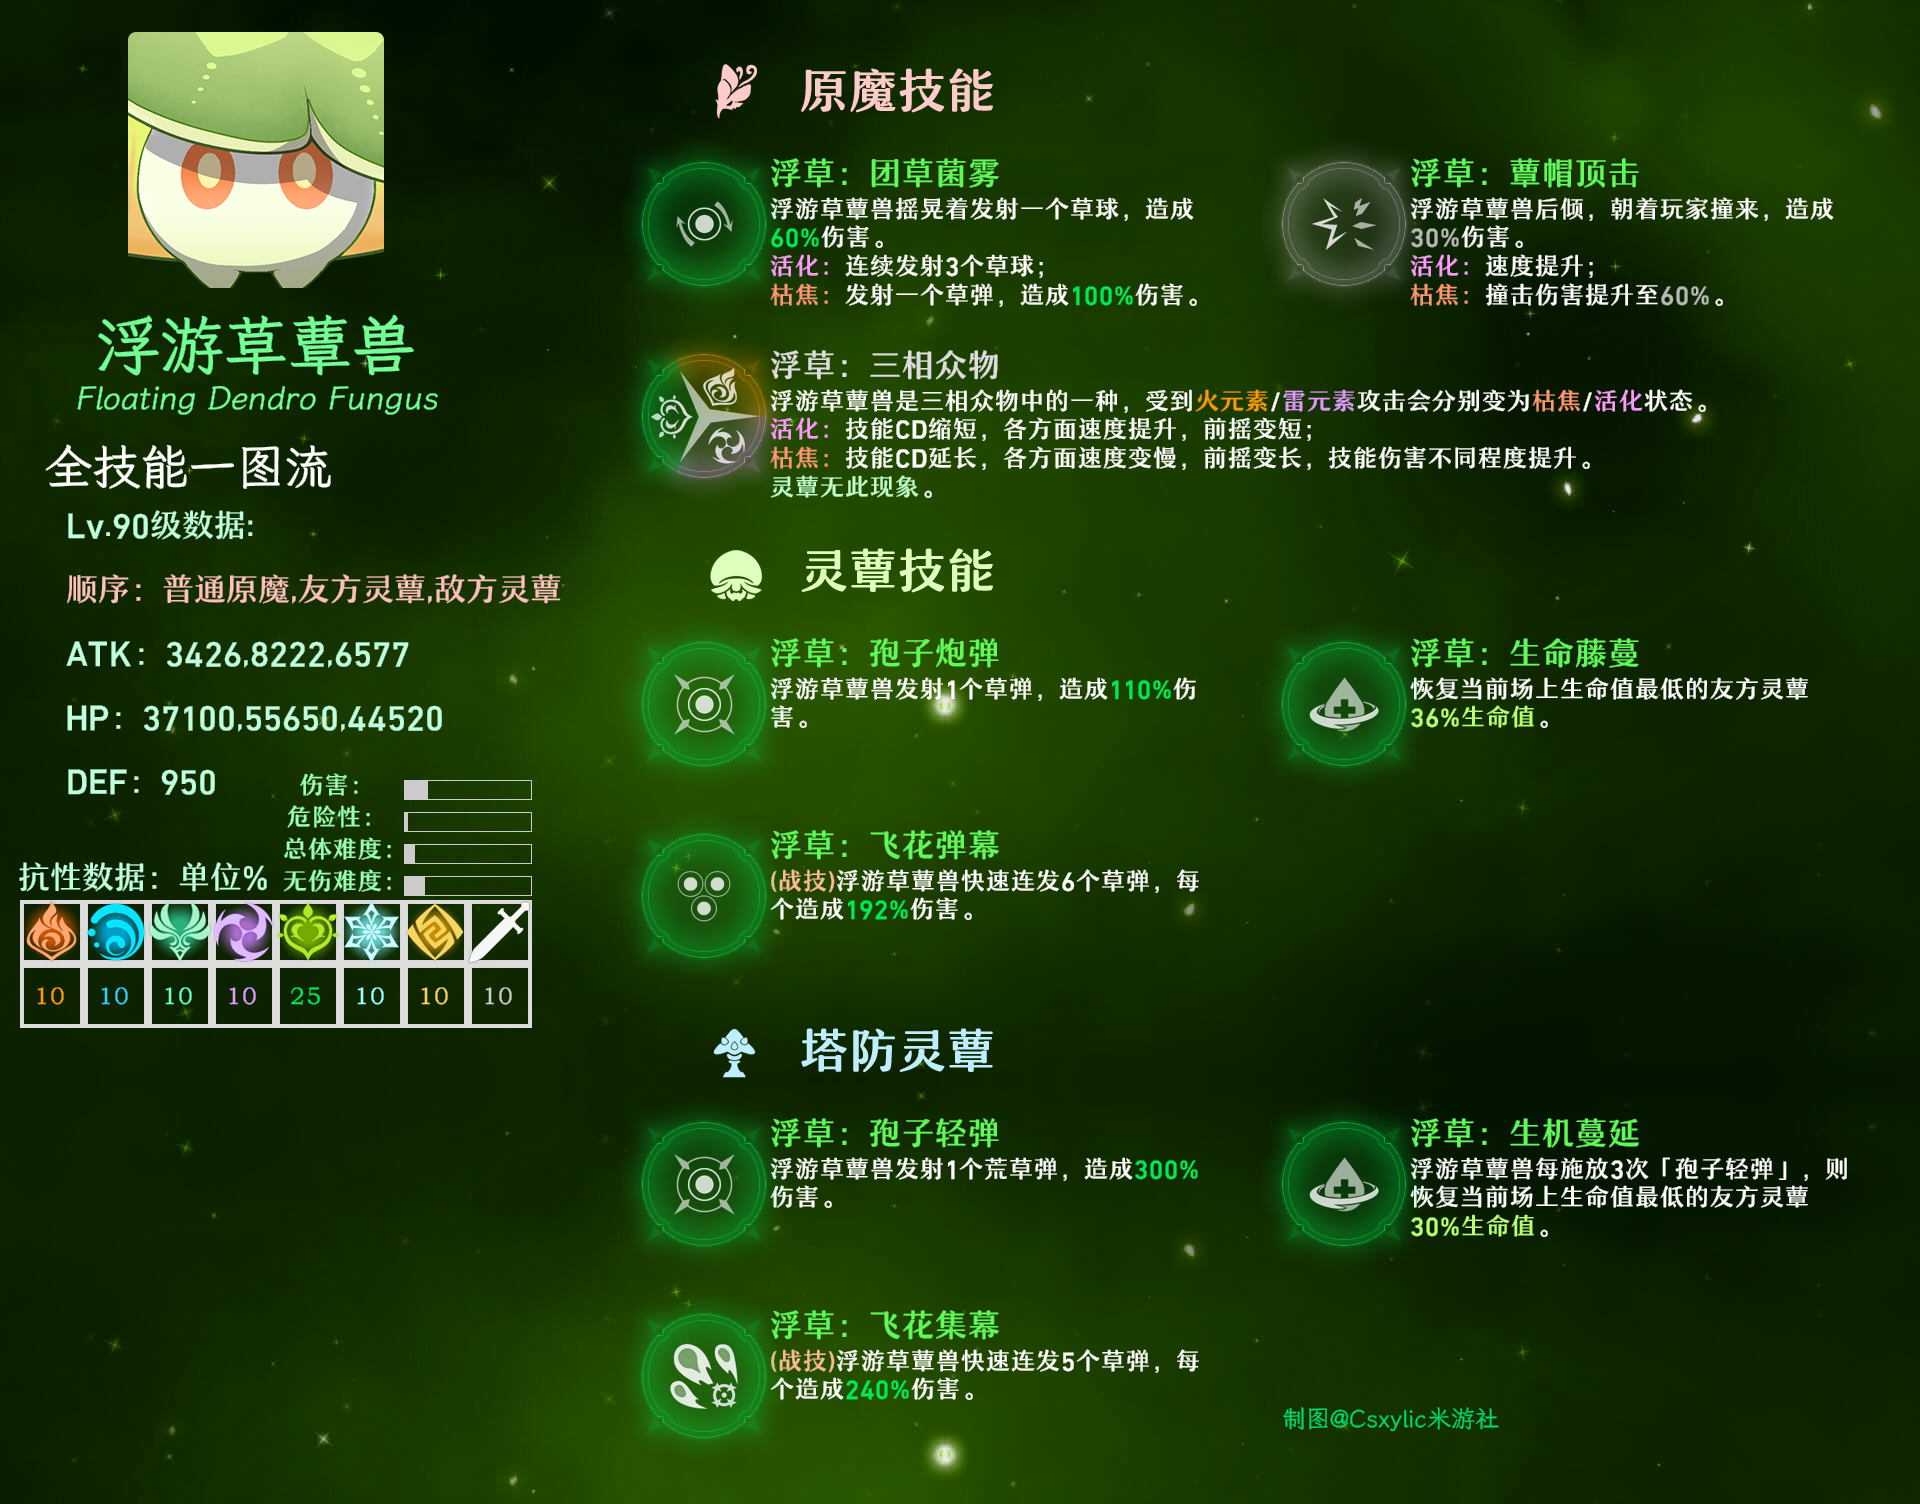 浮游草蕈兽
Floating Dendro Fungus
全技能一图流
Lv.90级数据:
顺序：普通原魔,友方灵蕈,敌方灵蕈
ATK：3426,8222,6577
HP：37100,55650,44520
DEF：950
伤害：
危险性：
总体难度：
无伤难度：
抗性数据：单位%
10 10 10 10 25 10 10 10
原魔技能
浮草：团草菌雾
浮游草蕈兽摇晃着发射一个草球，造成
60%伤害。
活化：连续发射3个草球；
枯焦：发射一个草弹，造成100%伤害。
浮草：蕈帽顶击
浮游草蕈兽后倾，朝着玩家撞来，造成
30%伤害。
活化：速度提升；
枯焦：撞击伤害提升至60%。
浮草：三相众物
浮游草蕈兽是三相众物中的一种，受到火元素/雷元素攻击会分别变为枯焦/活化状态。
活化：技能CD缩短，各方面速度提升，前摇变短；
枯焦：技能CD延长，各方面速度变慢，前摇变长，技能伤害不同程度提升。
灵蕈无此现象。
灵蕈技能
浮草：孢子炮弹
浮游草蕈兽发射1个草弹，造成110%伤
害。
浮草：生命藤蔓
恢复当前场上生命值最低的友方灵蕈
36%生命值。
浮草：飞花弹幕
(战技)浮游草蕈兽快速连发6个草弹，每
个造成192%伤害。
塔防灵蕈
浮草：孢子轻弹
浮游草蕈兽发射1个荒草弹，造成300%
伤害。
浮草：生机蔓延
浮游草蕈兽每施放3次「孢子轻弹」，则
恢复当前场上生命值最低的友方灵蕈
30%生命值。
浮草：飞花集幕
(战技)浮游草蕈兽快速连发5个草弹，每
个造成240%伤害。
制图@Csxylic米游社